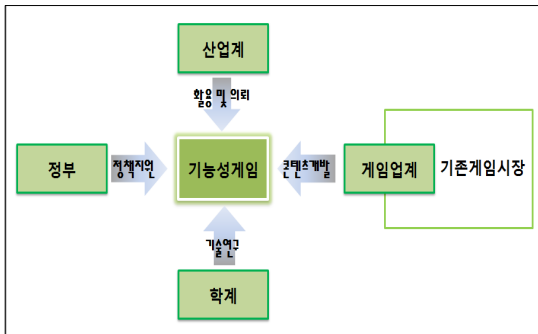 산업계
활용 및 의뢰
정부
정책지원
기능성게임
콘텐츠개발
게임업계
기존게임시장
기술연구
학계